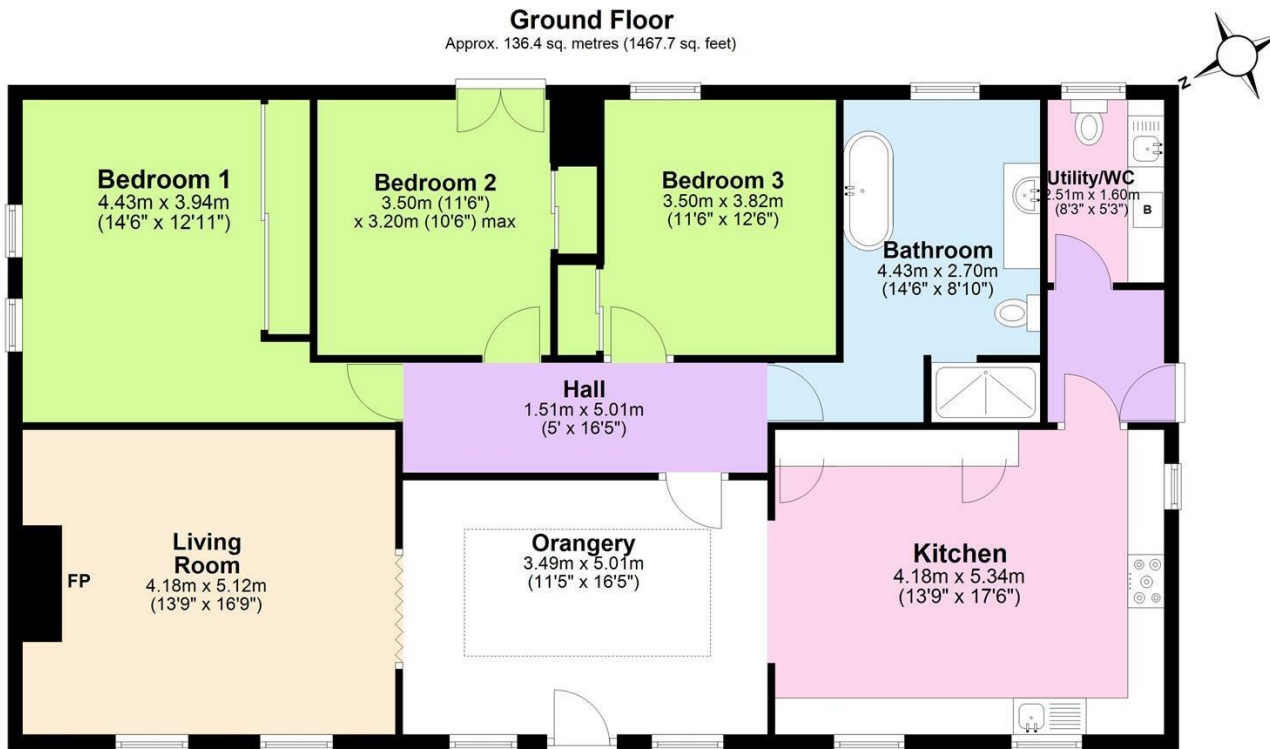 Ground Floor
Approx. 136.4 sq. metres (1467.7 sq. feet)
N
Bedroom 1
4.43m x 3.94m
(14'6" x 12'11")
Bedroom 2
3.50m (11'6")
x 3.20m (10'6") max
Bedroom 3
3.50m x 3.82m
(11'6" x 12'6")
Bathroom
4.43m x 2.70m
(14'6" x 8'10")
Utility/WC
2.51m x 1.60m
(8'3" x 5'3")
B
Hall
1.51m x 5.01m
(5' x 16'5")
Living
Room
4.18m x 5.12m
(13'9" x 16'9")
FP
Orangery
3.49m x 5.01m
(11'5" x 16'5")
Kitchen
4.18m x 5.34m
(13'9" x 17'6")